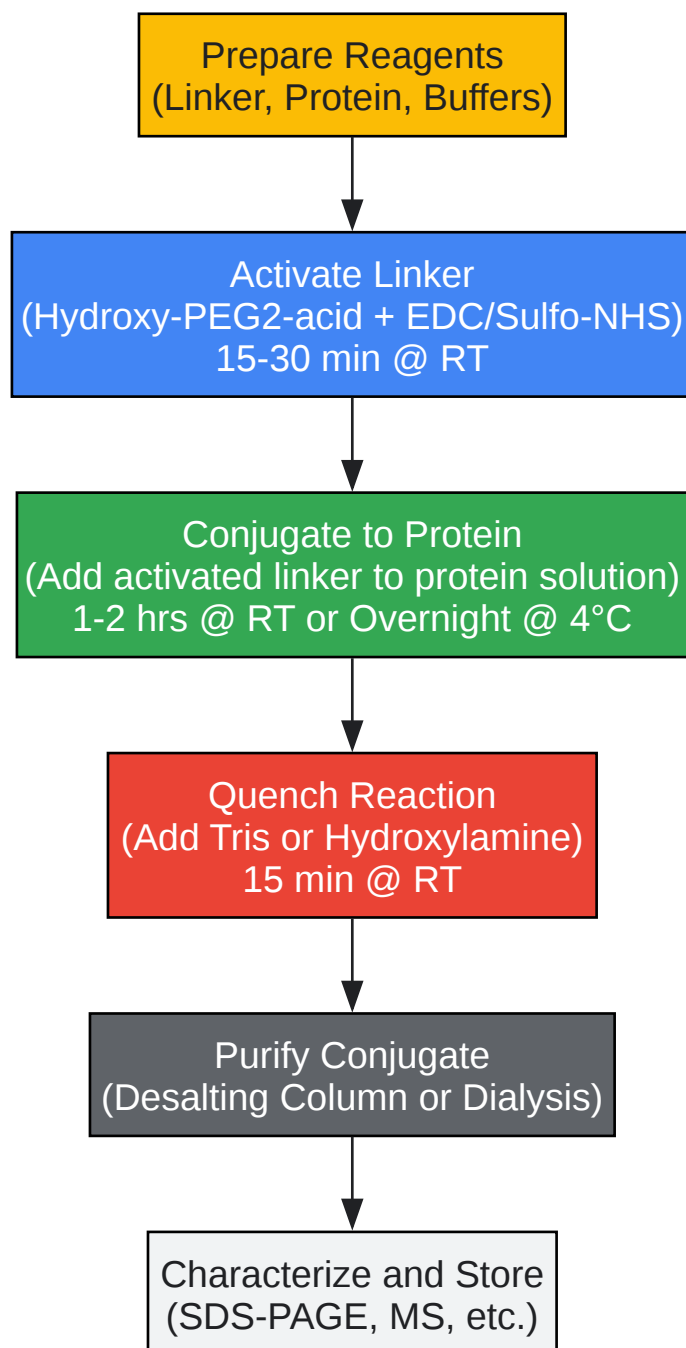 Prepare Reagents
(Linker, Protein, Buffers)
Activate Linker
(Hydroxy-PEG2-acid + EDC/Sulfo-NHS)
15-30 min @ RT
Conjugate to Protein
(Add activated linker to protein solution)
1-2 hrs @ RT or Overnight @ 4°C
Quench Reaction
(Add Tris or Hydroxylamine)
15 min @ RT
Purify Conjugate
(Desalting Column or Dialysis)
Characterize and Store
(SDS-PAGE, MS, etc.)